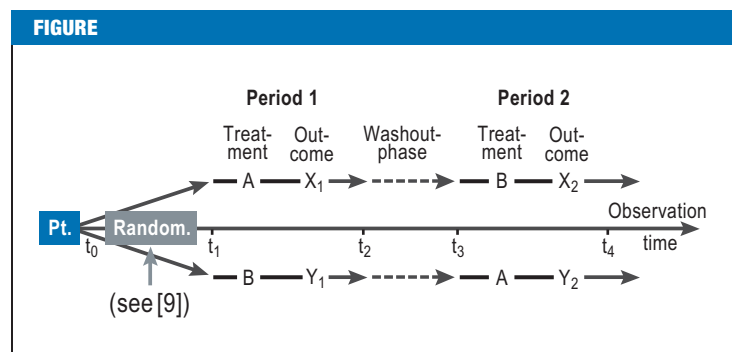 FIGURE
Period 1 Period 2
Treat- Out- Washout- Treat- Out-
ment come phase ment come
A X₁ B X₂
Observation
Pt. Random.
t₀ t₁ t₂ t₃ t₄ time
B Y₁ A Y₂
(see [9])